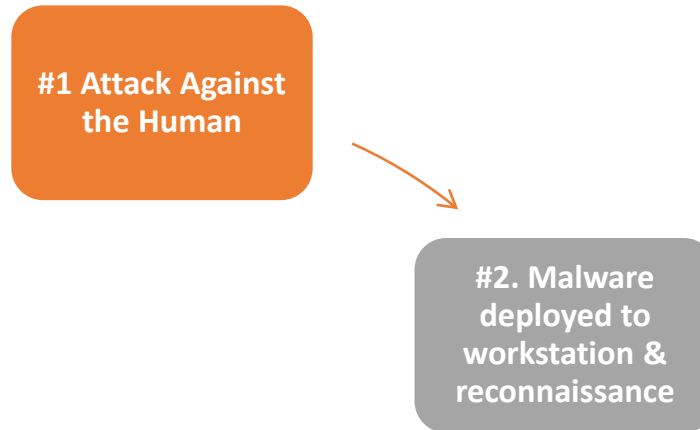 #1 Attack Against
the Human
#2. Malware
deployed to
workstation &
reconnaissance